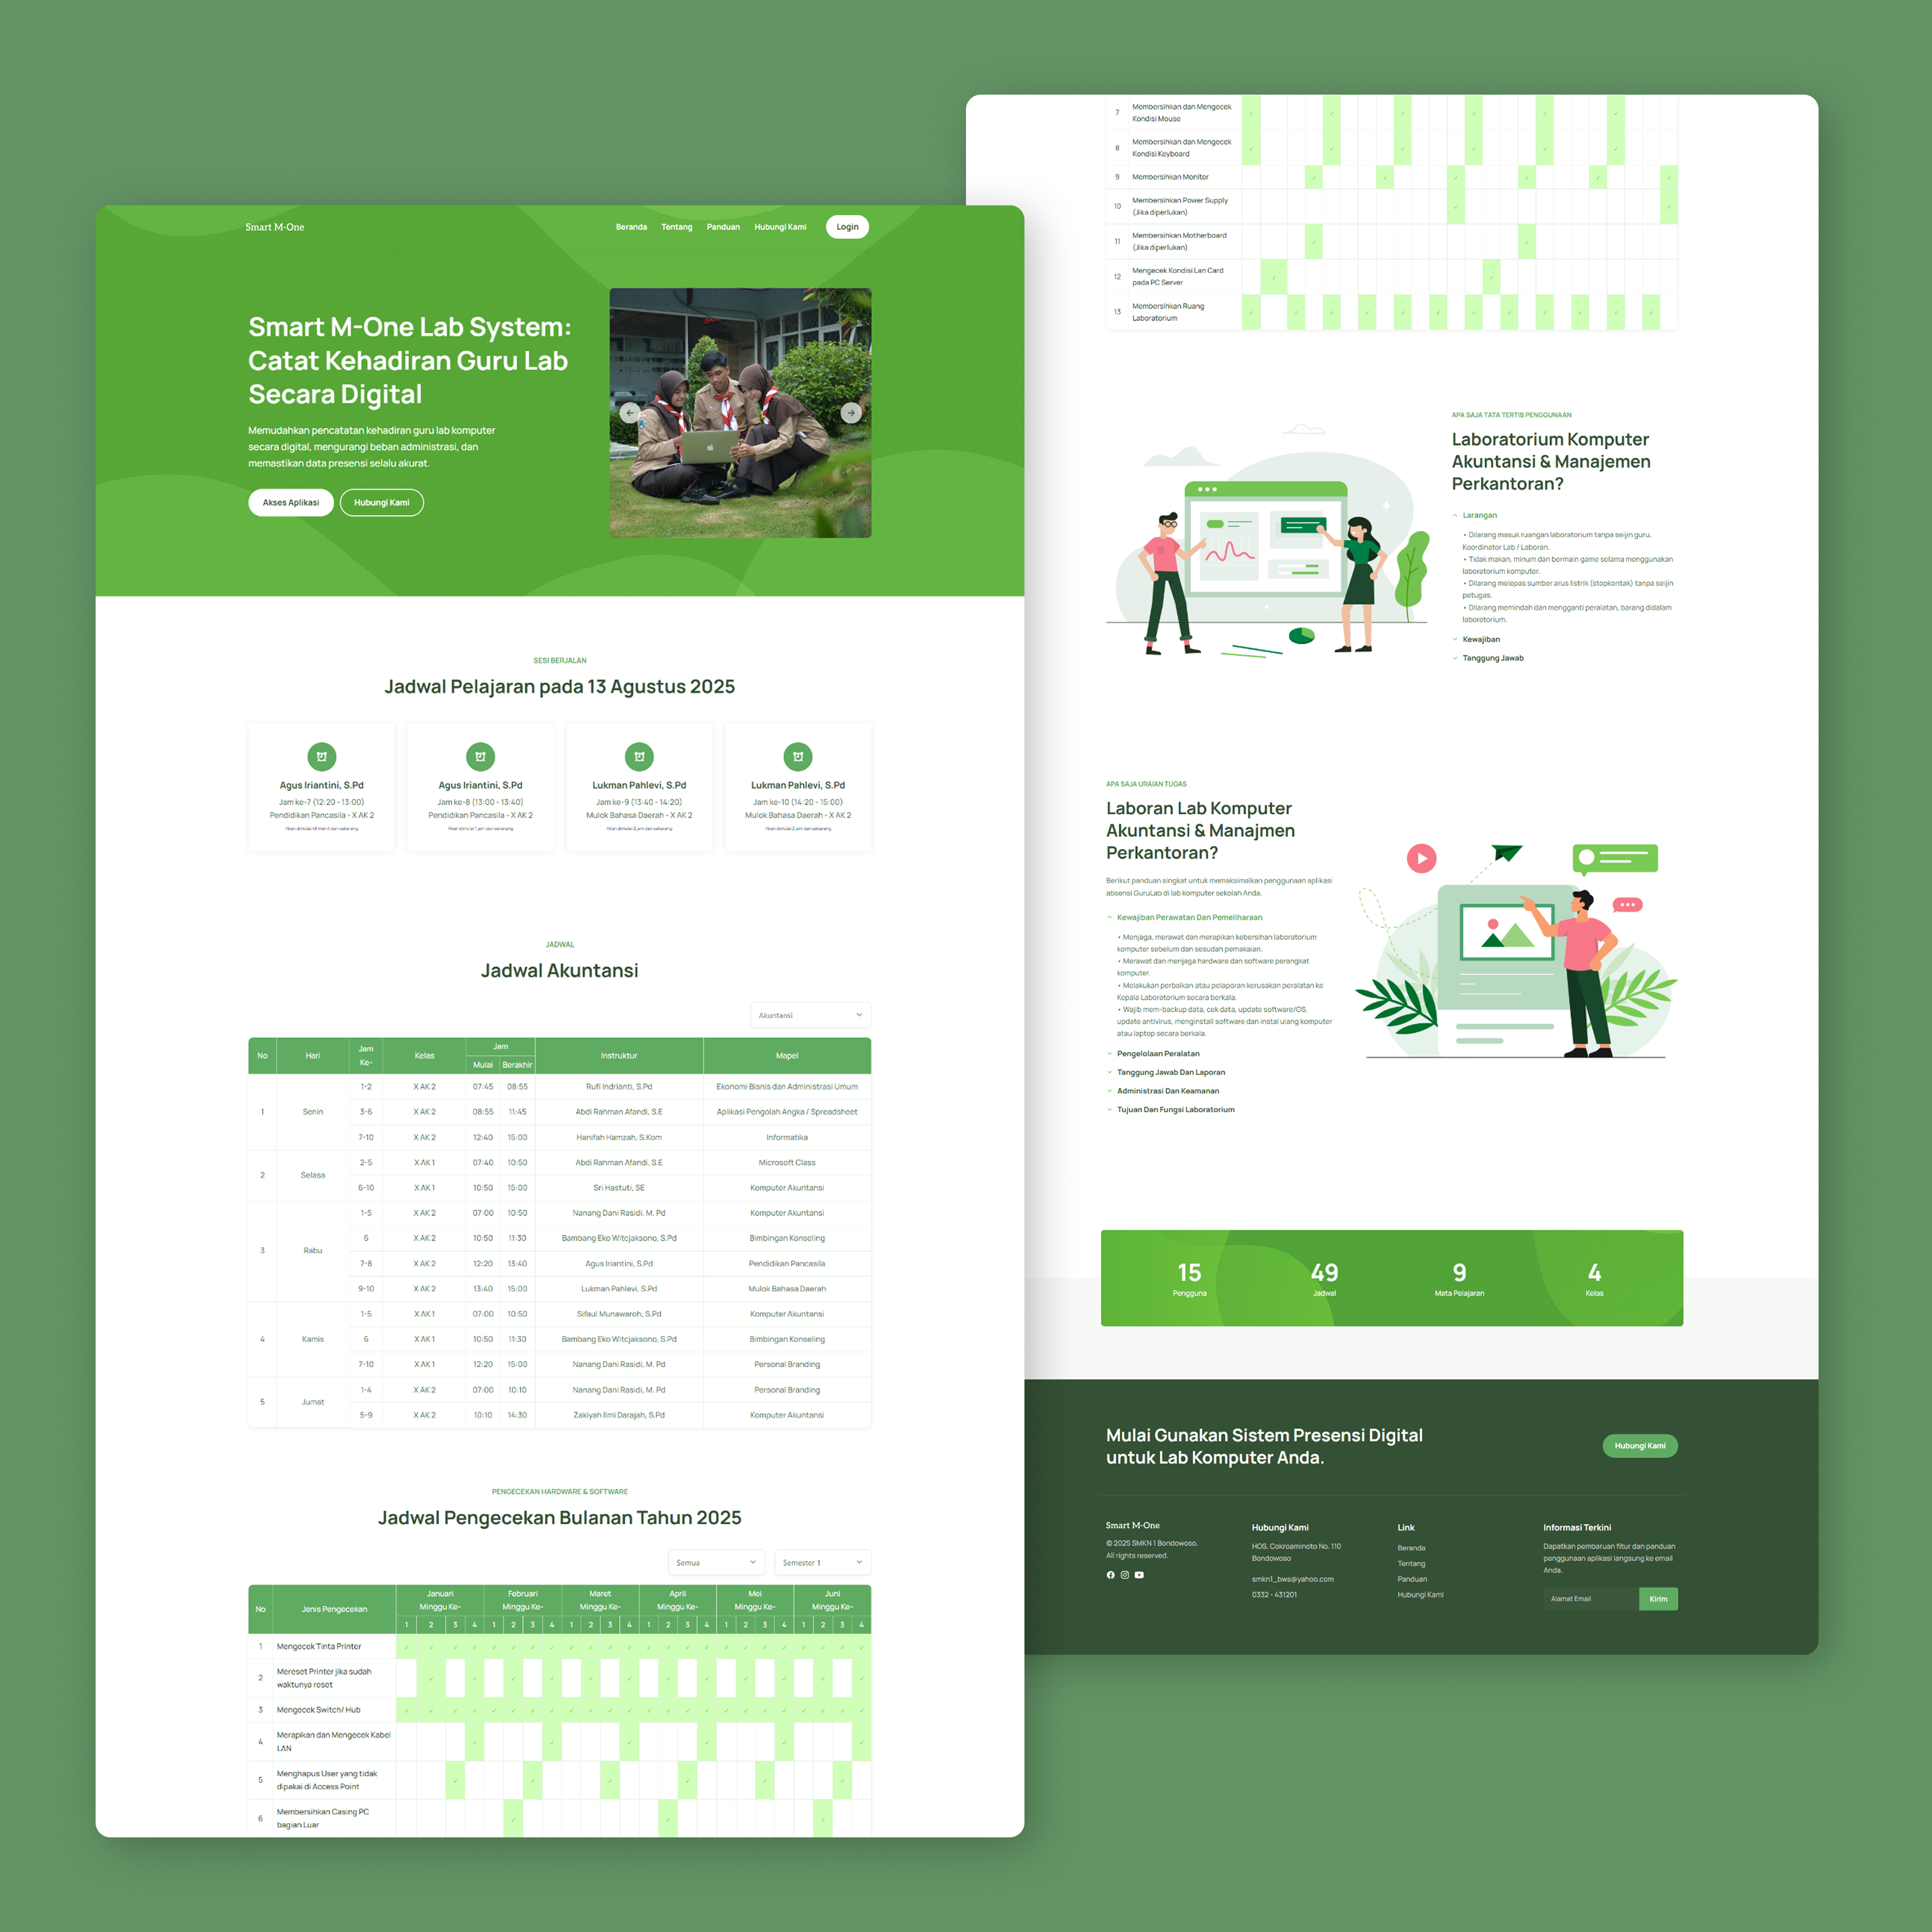 Smart M-One
Beranda Tentang Panduan Hubungi Kami Login
Smart M-One Lab System:
Catat Kehadiran Guru Lab
Secara Digital
Memudahkan pencatatan kehadiran guru lab komputer
secara digital, mengurangi beban administrasi, dan
memastikan data presensi selalu akurat.
Akses Aplikasi Hubungi Kami
SESI BERJALAN
Jadwal Pelajaran pada 13 Agustus 2025
Agus Iriantini, S.Pd
Jam ke-7 (12:20 - 13:00)
Pendidikan Pancasila - X AK 2
Akan dimulai 48 menit dari sekarang
Agus Iriantini, S.Pd
Jam ke-8 (13:00 - 13:40)
Pendidikan Pancasila - X AK 2
Akan dimulai 1 jam dari sekarang
Lukman Pahlevi, S.Pd
Jam ke-9 (13:40 - 14:20)
Mulok Bahasa Daerah - X AK 2
Akan dimulai 2 jam dari sekarang
Lukman Pahlevi, S.Pd
Jam ke-10 (14:20 - 15:00)
Mulok Bahasa Daerah - X AK 2
Akan dimulai 2 jam dari sekarang
JADWAL
Jadwal Akuntansi
Akuntansi
No Hari Jam Ke- Kelas Jam Instruktur Mapel
Mulai Berakhir
1 Senin 1-2 X AK 2 07:45 08:55 Rufi Indrianti, S.Pd Ekonomi Bisnis dan Administrasi Umum
3-6 X AK 2 08:55 11:45 Abdi Rahman Afandi, S.E Aplikasi Pengolah Angka / Spreadsheet
7-10 X AK 2 12:40 15:00 Hanifah Hamzah, S.Kom Informatika
2 Selasa 2-5 X AK 1 07:40 10:50 Abdi Rahman Afandi, S.E Microsoft Class
6-10 X AK 1 10:50 15:00 Sri Hastuti, SE Komputer Akuntansi
3 Rabu 1-5 X AK 2 07:00 10:50 Nanang Dani Rasidi, M. Pd Komputer Akuntansi
6 X AK 2 10:50 11:30 Bambang Eko Witcjaksono, S.Pd Bimbingan Konseling
7-8 X AK 2 12:20 13:40 Agus Iriantini, S.Pd Pendidikan Pancasila
9-10 X AK 2 13:40 15:00 Lukman Pahlevi, S.Pd Mulok Bahasa Daerah
4 Kamis 1-5 X AK 1 07:00 10:50 Sifaul Munawaroh, S.Pd Komputer Akuntansi
6 X AK 1 10:50 11:30 Bambang Eko Witcjaksono, S.Pd Bimbingan Konseling
7-10 X AK 1 12:20 15:00 Nanang Dani Rasidi, M. Pd Personal Branding
5 Jumat 1-4 X AK 2 07:00 10:10 Nanang Dani Rasidi, M. Pd Personal Branding
5-9 X AK 2 10:10 14:30 Zakiyah Ilmi Darajah, S.Pd Komputer Akuntansi
PENGECEKAN HARDWARE & SOFTWARE
Jadwal Pengecekan Bulanan Tahun 2025
Semua Semester 1
No Jenis Pengecekan Januari Februari Maret April Mei Juni
Minggu Ke- Minggu Ke- Minggu Ke- Minggu Ke- Minggu Ke- Minggu Ke-
1 2 3 4 1 2 3 4 1 2 3 4 1 2 3 4 1 2 3 4 1 2 3 4
1 Mengecek Tinta Printer
2 Mereset Printer jika sudah
waktunya reset
3 Mengecek Switch/ Hub
4 Merapikan dan Mengecek Kabel
LAN
5 Menghapus User yang tidak
dipakai di Access Point
6 Membersihkan Casing PC
bagian Luar
7 Membersihkan dan Mengecek
Kondisi Mouse
8 Membersihkan dan Mengecek
Kondisi Keyboard
9 Membersihkan Monitor
10 Membersihkan Power Supply
(Jika diperlukan)
11 Membersihkan Motherboard
(Jika diperlukan)
12 Mengecek Kondisi Lan Card
pada PC Server
13 Membersihkan Ruang
Laboratorium
APA SAJA TATA TERTIB PENGGUNAAN
Laboratorium Komputer
Akuntansi & Manajemen
Perkantoran?
Larangan
• Dilarang masuk ruangan laboratorium tanpa seijin guru,
Koordinator Lab / Laboran.
• Tidak makan, minum dan bermain game selama menggunakan
laboratorium komputer.
• Dilarang melepas sumber arus listrik (stopkontak) tanpa seijin
petugas.
• Dilarang memindah dan mengganti peralatan, barang didalam
laboratorium.
Kewajiban
Tanggung Jawab
APA SAJA URAIAN TUGAS
Laboran Lab Komputer
Akuntansi & Manajmen
Perkantoran?
Berikut panduan singkat untuk memaksimalkan penggunaan aplikasi
absensi GuruLab di lab komputer sekolah Anda.
Kewajiban Perawatan Dan Pemeliharaan
• Menjaga, merawat dan merapikan kebersihan laboratorium
komputer sebelum dan sesudah pemakaian.
• Merawat dan menjaga hardware dan software perangkat
komputer.
• Melakukan perbaikan atau pelaporan kerusakan peralatan ke
Kepala Laboratorium secara berkala.
• Wajib mem-backup data, cek data, update software/OS,
update antivirus, menginstall software dan instal ulang komputer
atau laptop secara berkala.
Pengelolaan Peralatan
Tanggung Jawab Dan Laporan
Administrasi Dan Keamanan
Tujuan Dan Fungsi Laboratorium
15 49 9 4
Pengguna Jadwal Mata Pelajaran Kelas
Mulai Gunakan Sistem Presensi Digital
untuk Lab Komputer Anda.
Hubungi Kami
Smart M-One
© 2025 SMKN 1 Bondowoso.
All rights reserved.
Hubungi Kami
HOS. Cokroaminoto No. 110
Bondowoso
smkn1_bws@yahoo.com
0332 - 431201
Link
Beranda
Tentang
Panduan
Hubungi Kami
Informasi Terkini
Dapatkan pembaruan fitur dan panduan
penggunaan aplikasi langsung ke email
Anda.
Alamat Email Kirim